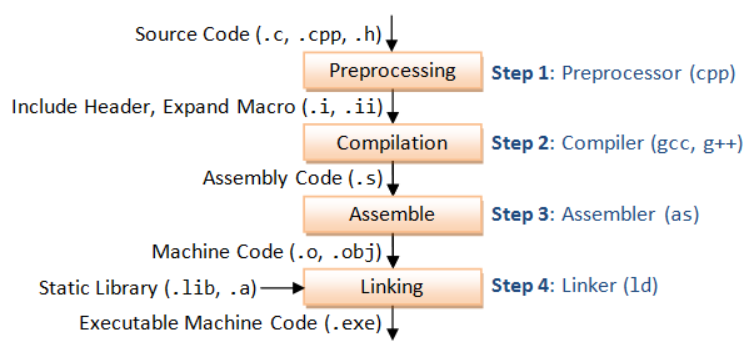 Source Code (.c, .cpp, .h)
Preprocessing
Step 1: Preprocessor (cpp)
Include Header, Expand Macro (.i, .ii)
Compilation
Step 2: Compiler (gcc, g++)
Assembly Code (.s)
Assemble
Step 3: Assembler (as)
Machine Code (.o, .obj)
Static Library (.lib, .a)
Linking
Step 4: Linker (ld)
Executable Machine Code (.exe)